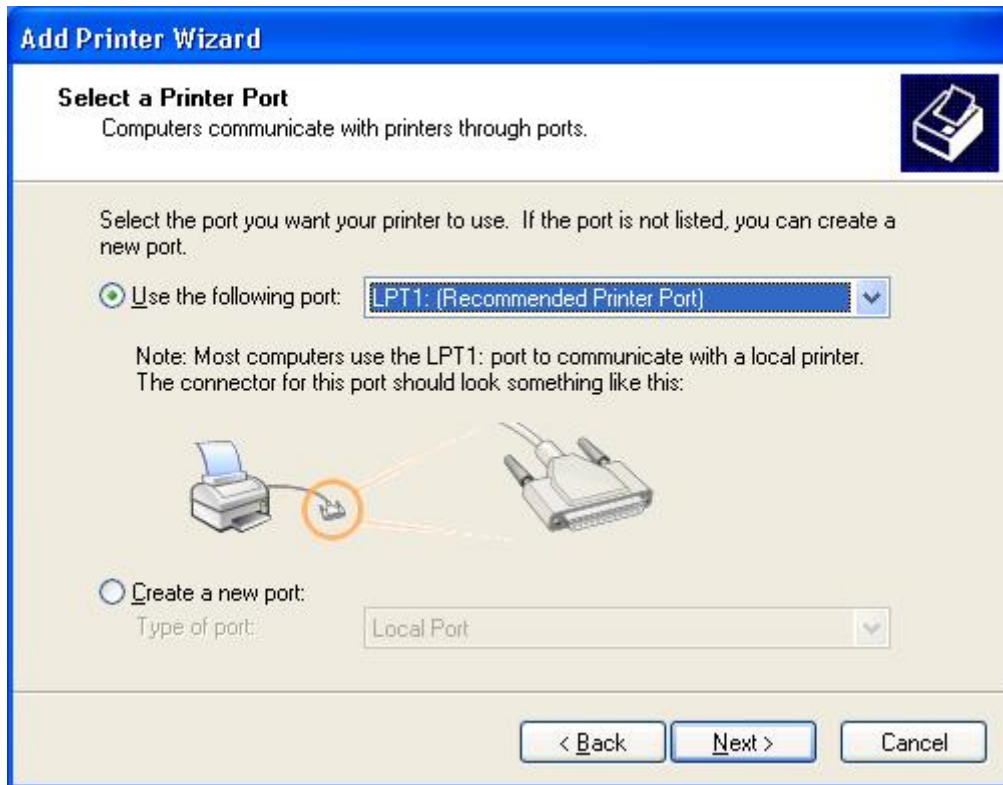 Add Printer Wizard
Select a Printer Port
Computers communicate with printers through ports.
Select the port you want your printer to use.  If the port is not listed, you can create a
new port.
Use the following port: LPT1: (Recommended Printer Port)
Note: Most computers use the LPT1: port to communicate with a local printer.
The connector for this port should look something like this:
Create a new port:
Type of port: Local Port
< Back Next > Cancel